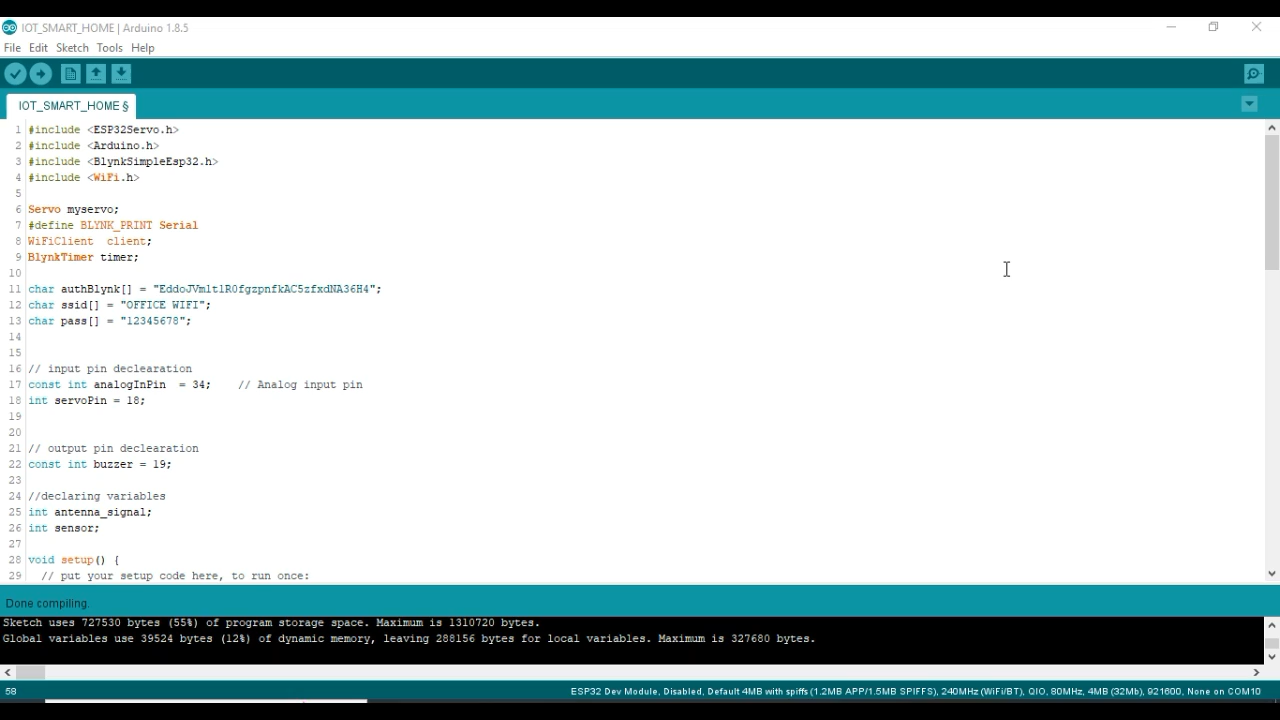 IOT_SMART_HOME | Arduino 1.8.5
File Edit Sketch Tools Help
IOT_SMART_HOME §
1 #include <ESP32Servo.h>
2 #include <Arduino.h>
3 #include <BlynkSimpleEsp32.h>
4 #include <WiFi.h>
5
6 Servo myservo;
7 #define BLYNK_PRINT Serial
8 WiFiClient  client;
9 BlynkTimer timer;
10
11 char authBlynk[] = "EddoJVmlt1R0fgzpnfkAC5zfxdNA36H4";
12 char ssid[] = "OFFICE WIFI";
13 char pass[] = "12345678";
14
15
16 // input pin declearation
17 const int analogInPin  = 34;    // Analog input pin
18 int servoPin = 18;
19
20
21 // output pin declearation
22 const int buzzer = 19;
23
24 //declaring variables
25 int antenna_signal;
26 int sensor;
27
28 void setup() {
29   // put your setup code here, to run once:
Done compiling.
Sketch uses 727530 bytes (55%) of program storage space. Maximum is 1310720 bytes.
Global variables use 39524 bytes (12%) of dynamic memory, leaving 288156 bytes for local variables. Maximum is 327680 bytes.
58 ESP32 Dev Module, Disabled, Default 4MB with spiffs (1.2MB APP/1.5MB SPIFFS), 240MHz (WiFi/BT), QIO, 80MHz, 4MB (32Mb), 921600, None on COM10